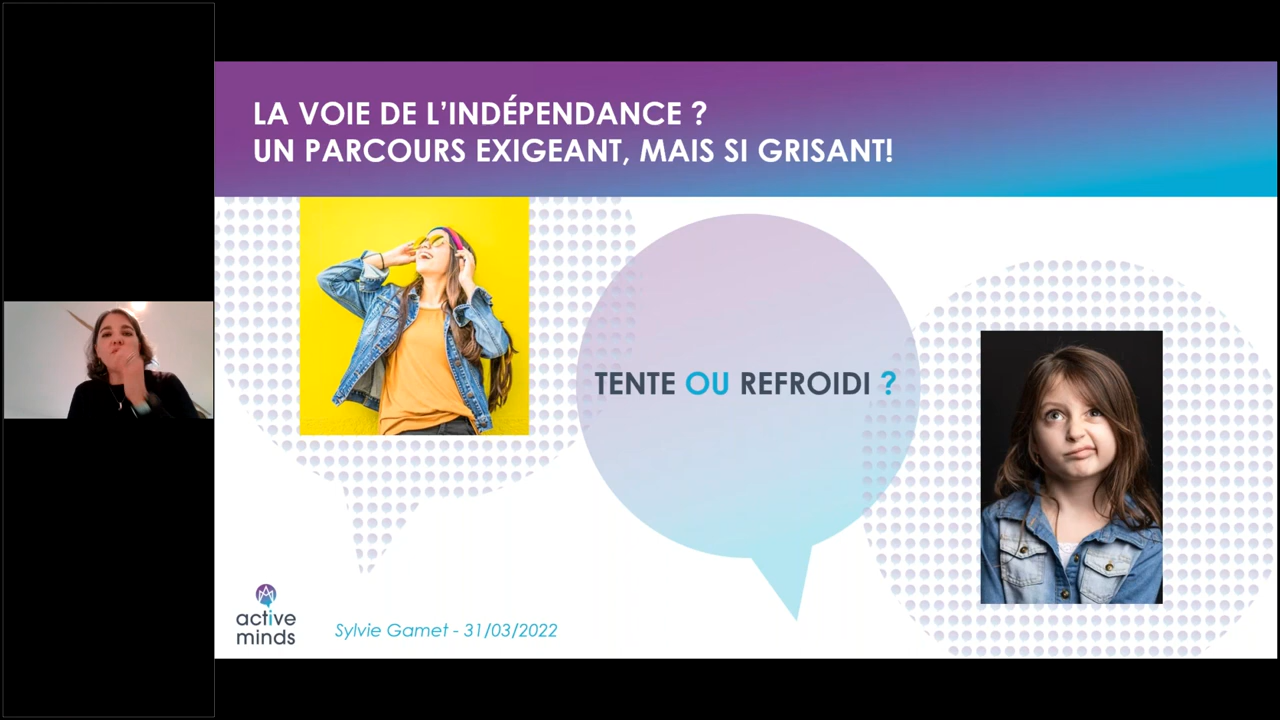 LA VOIE DE L'INDÉPENDANCE ?
UN PARCOURS EXIGEANT, MAIS SI GRISANT!
TENTE OU REFROIDI ?
active
minds
Sylvie Gamet - 31/03/2022